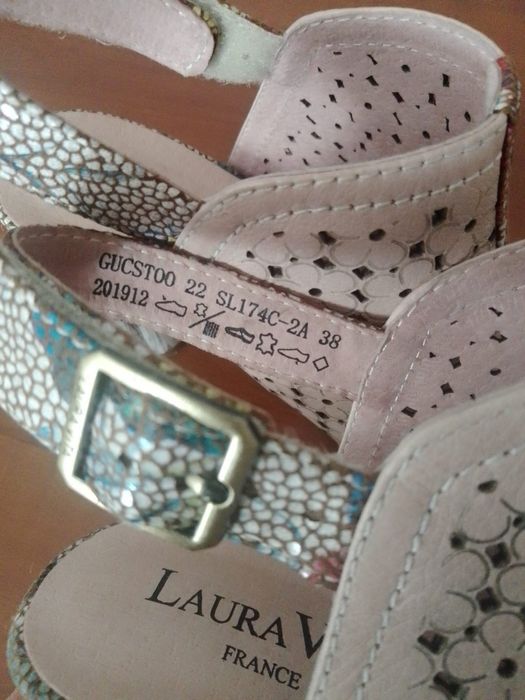 GUCSTOO 22 SL174C-2A 38
201912
LAURA V
FRANCE